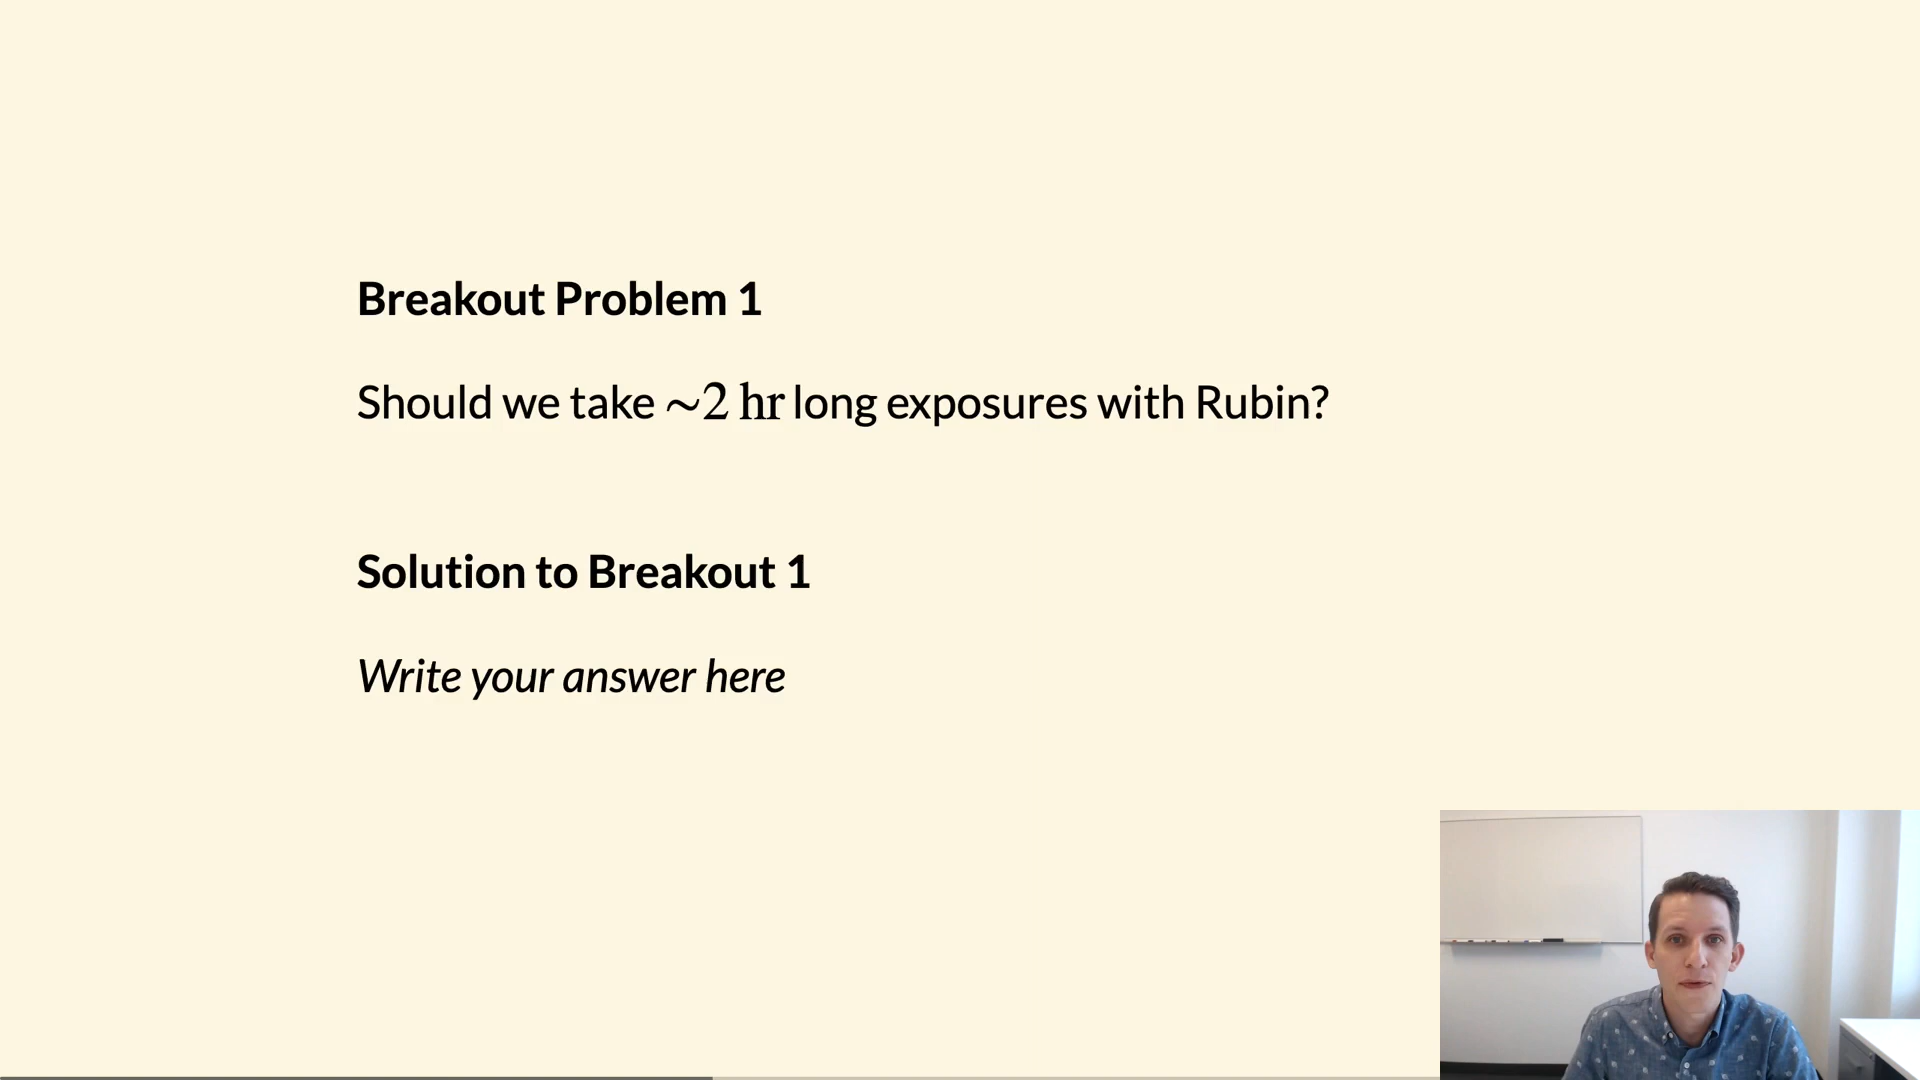 Breakout Problem 1
Should we take ~2 hr long exposures with Rubin?
Solution to Breakout 1
Write your answer here